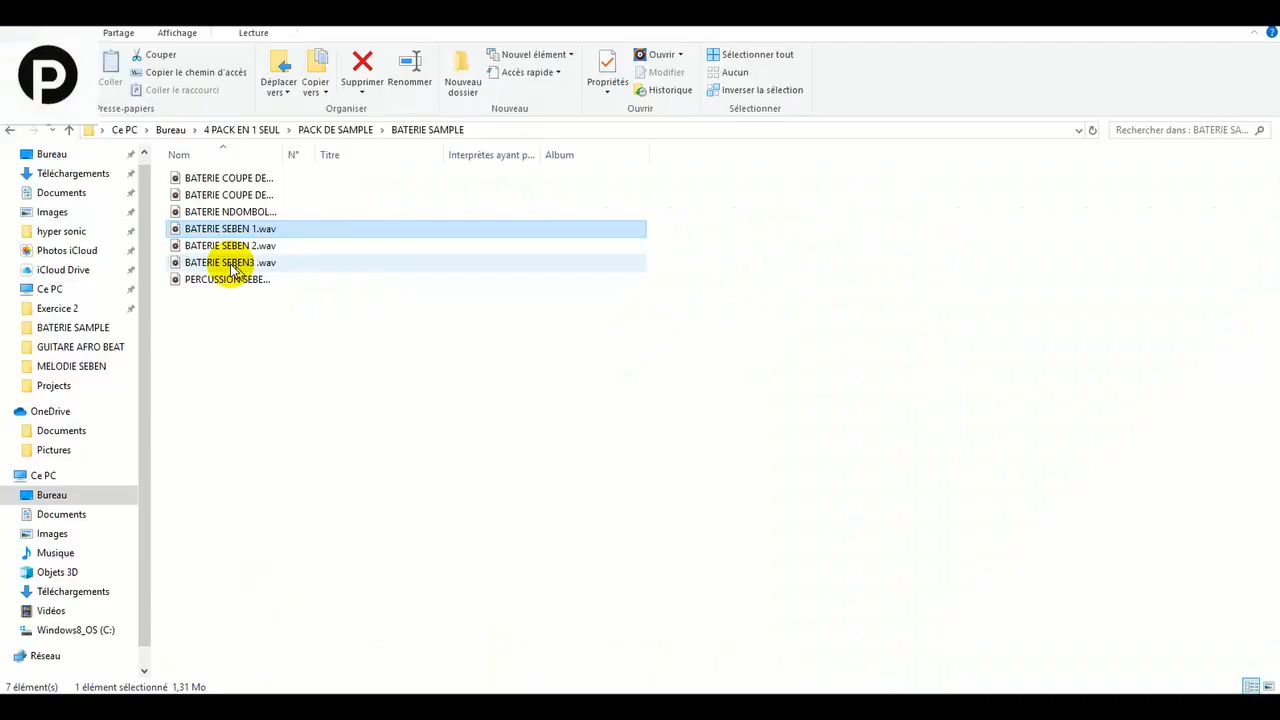 Partage Affichage Lecture
P
Coller
Couper
Copier le chemin d'accès
Coller le raccourci
Presse-papiers
Déplacer vers
Copier vers
Supprimer
Renommer
Organiser
Nouveau dossier
Nouvel élément
Accès rapide
Nouveau
Propriétés
Ouvrir
Modifier
Historique
Ouvrir
Sélectionner tout
Aucun
Inverser la sélection
Sélectionner
Ce PC > Bureau > 4 PACK EN 1 SEUL > PACK DE SAMPLE > BATERIE SAMPLE
Rechercher dans : BATERIE SA...
Bureau
Téléchargements
Documents
Images
hyper sonic
Photos iCloud
iCloud Drive
Ce PC
Exercice 2
BATERIE SAMPLE
GUITARE AFRO BEAT
MELODIE SEBEN
Projects
OneDrive
Documents
Pictures
Ce PC
Bureau
Documents
Images
Musique
Objets 3D
Téléchargements
Vidéos
Windows8_OS (C:)
Réseau
Nom N° Titre Interprètes ayant p... Album
BATERIE COUPE DE...
BATERIE COUPE DE...
BATERIE NDOMBOL...
BATERIE SEBEN 1.wav
BATERIE SEBEN 2.wav
BATERIE SEBEN3 .wav
PERCUSSION SEBE...
7 élément(s) 1 élément sélectionné 1,31 Mo